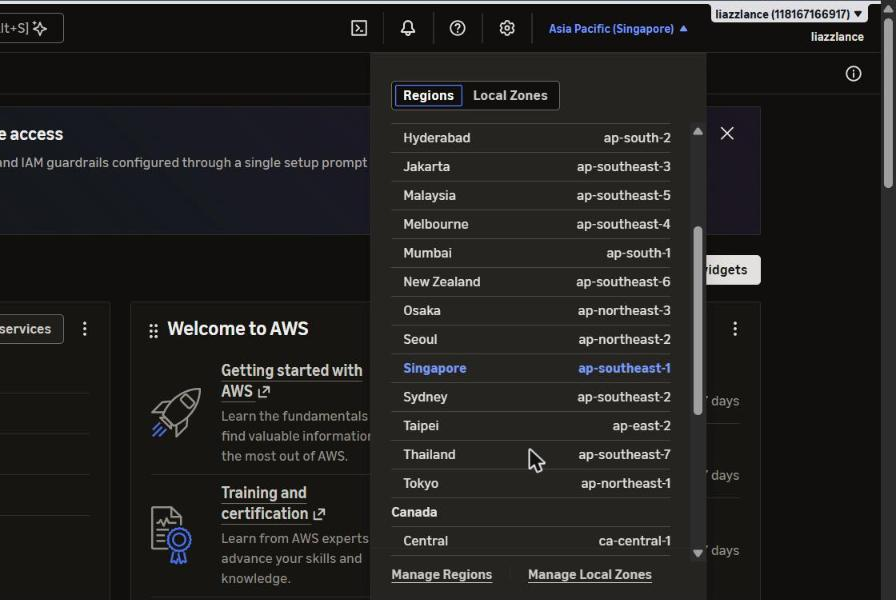 lt+S]
Asia Pacific (Singapore)
liazzlance (118167166917)
liazzlance
Regions
Local Zones
e access
and IAM guardrails configured through a single setup prompt
Hyderabad ap-south-2
Jakarta ap-southeast-3
Malaysia ap-southeast-5
Melbourne ap-southeast-4
Mumbai ap-south-1
New Zealand ap-southeast-6
Osaka ap-northeast-3
Seoul ap-northeast-2
Singapore ap-southeast-1
Sydney ap-southeast-2
Taipei ap-east-2
Thailand ap-southeast-7
Tokyo ap-northeast-1
Canada
Central ca-central-1
Manage Regions
Manage Local Zones
vidgets
services
Welcome to AWS
Getting started with
AWS
Learn the fundamentals
find valuable information
the most out of AWS.
Training and
certification
Learn from AWS experts
advance your skills and
knowledge.
days
days
days